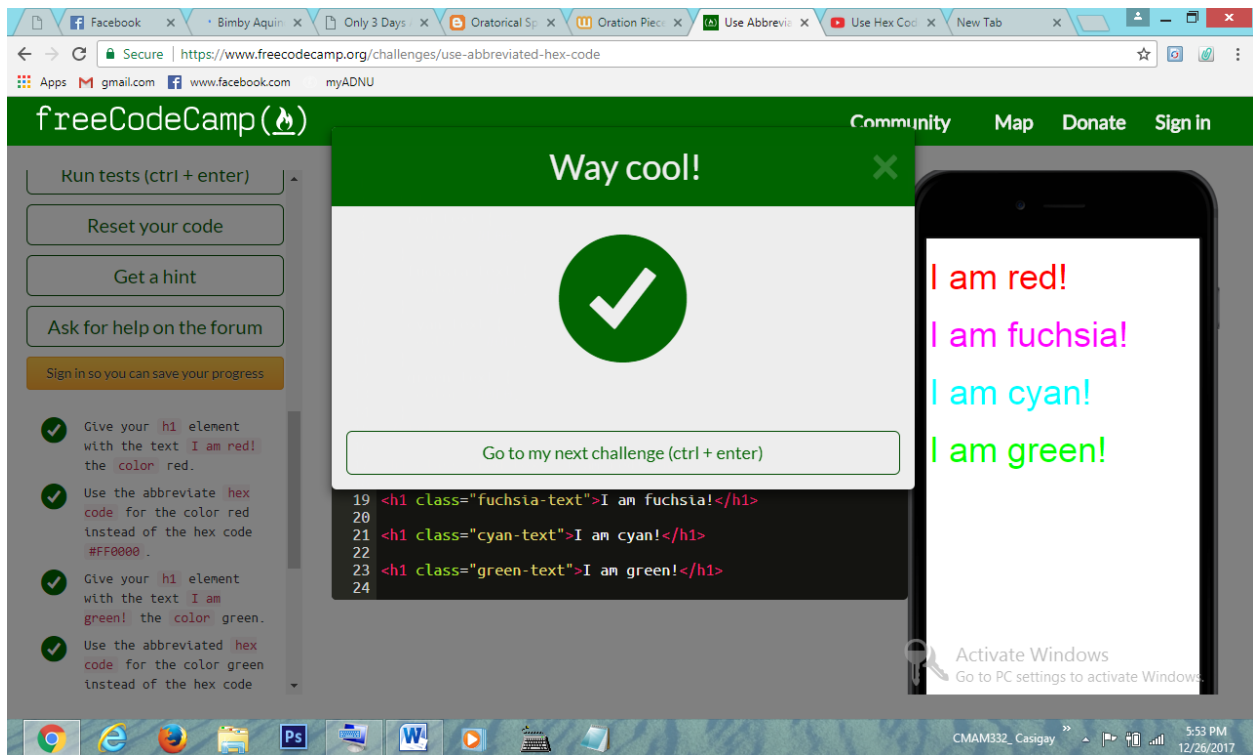 Facebook
Bimby Aquin
Only 3 Days
Oratorical Sp
Oration Piece
Use Abbrevia
Use Hex Cod
New Tab
Secure | https://www.freecodecamp.org/challenges/use-abbreviated-hex-code
Apps gmail.com www.facebook.com myADNU
freeCodeCamp
Community Map Donate Sign in
Run tests (ctrl + enter)
Reset your code
Get a hint
Ask for help on the forum
Sign in so you can save your progress
Give your h1 element
with the text I am red!
the color red.
Use the abbreviate hex
code for the color red
instead of the hex code
#FF0000 .
Give your h1 element
with the text I am
green! the color green.
Use the abbreviated hex
code for the color green
instead of the hex code
Way cool!
Go to my next challenge (ctrl + enter)
19 <h1 class="fuchsia-text">I am fuchsia!</h1>
20
21 <h1 class="cyan-text">I am cyan!</h1>
22
23 <h1 class="green-text">I am green!</h1>
24
I am red!
I am fuchsia!
I am cyan!
I am green!
Activate Windows
Go to PC settings to activate Windows.
Ps
W
CMAM332_ Casigay
5:53 PM
12/26/2017